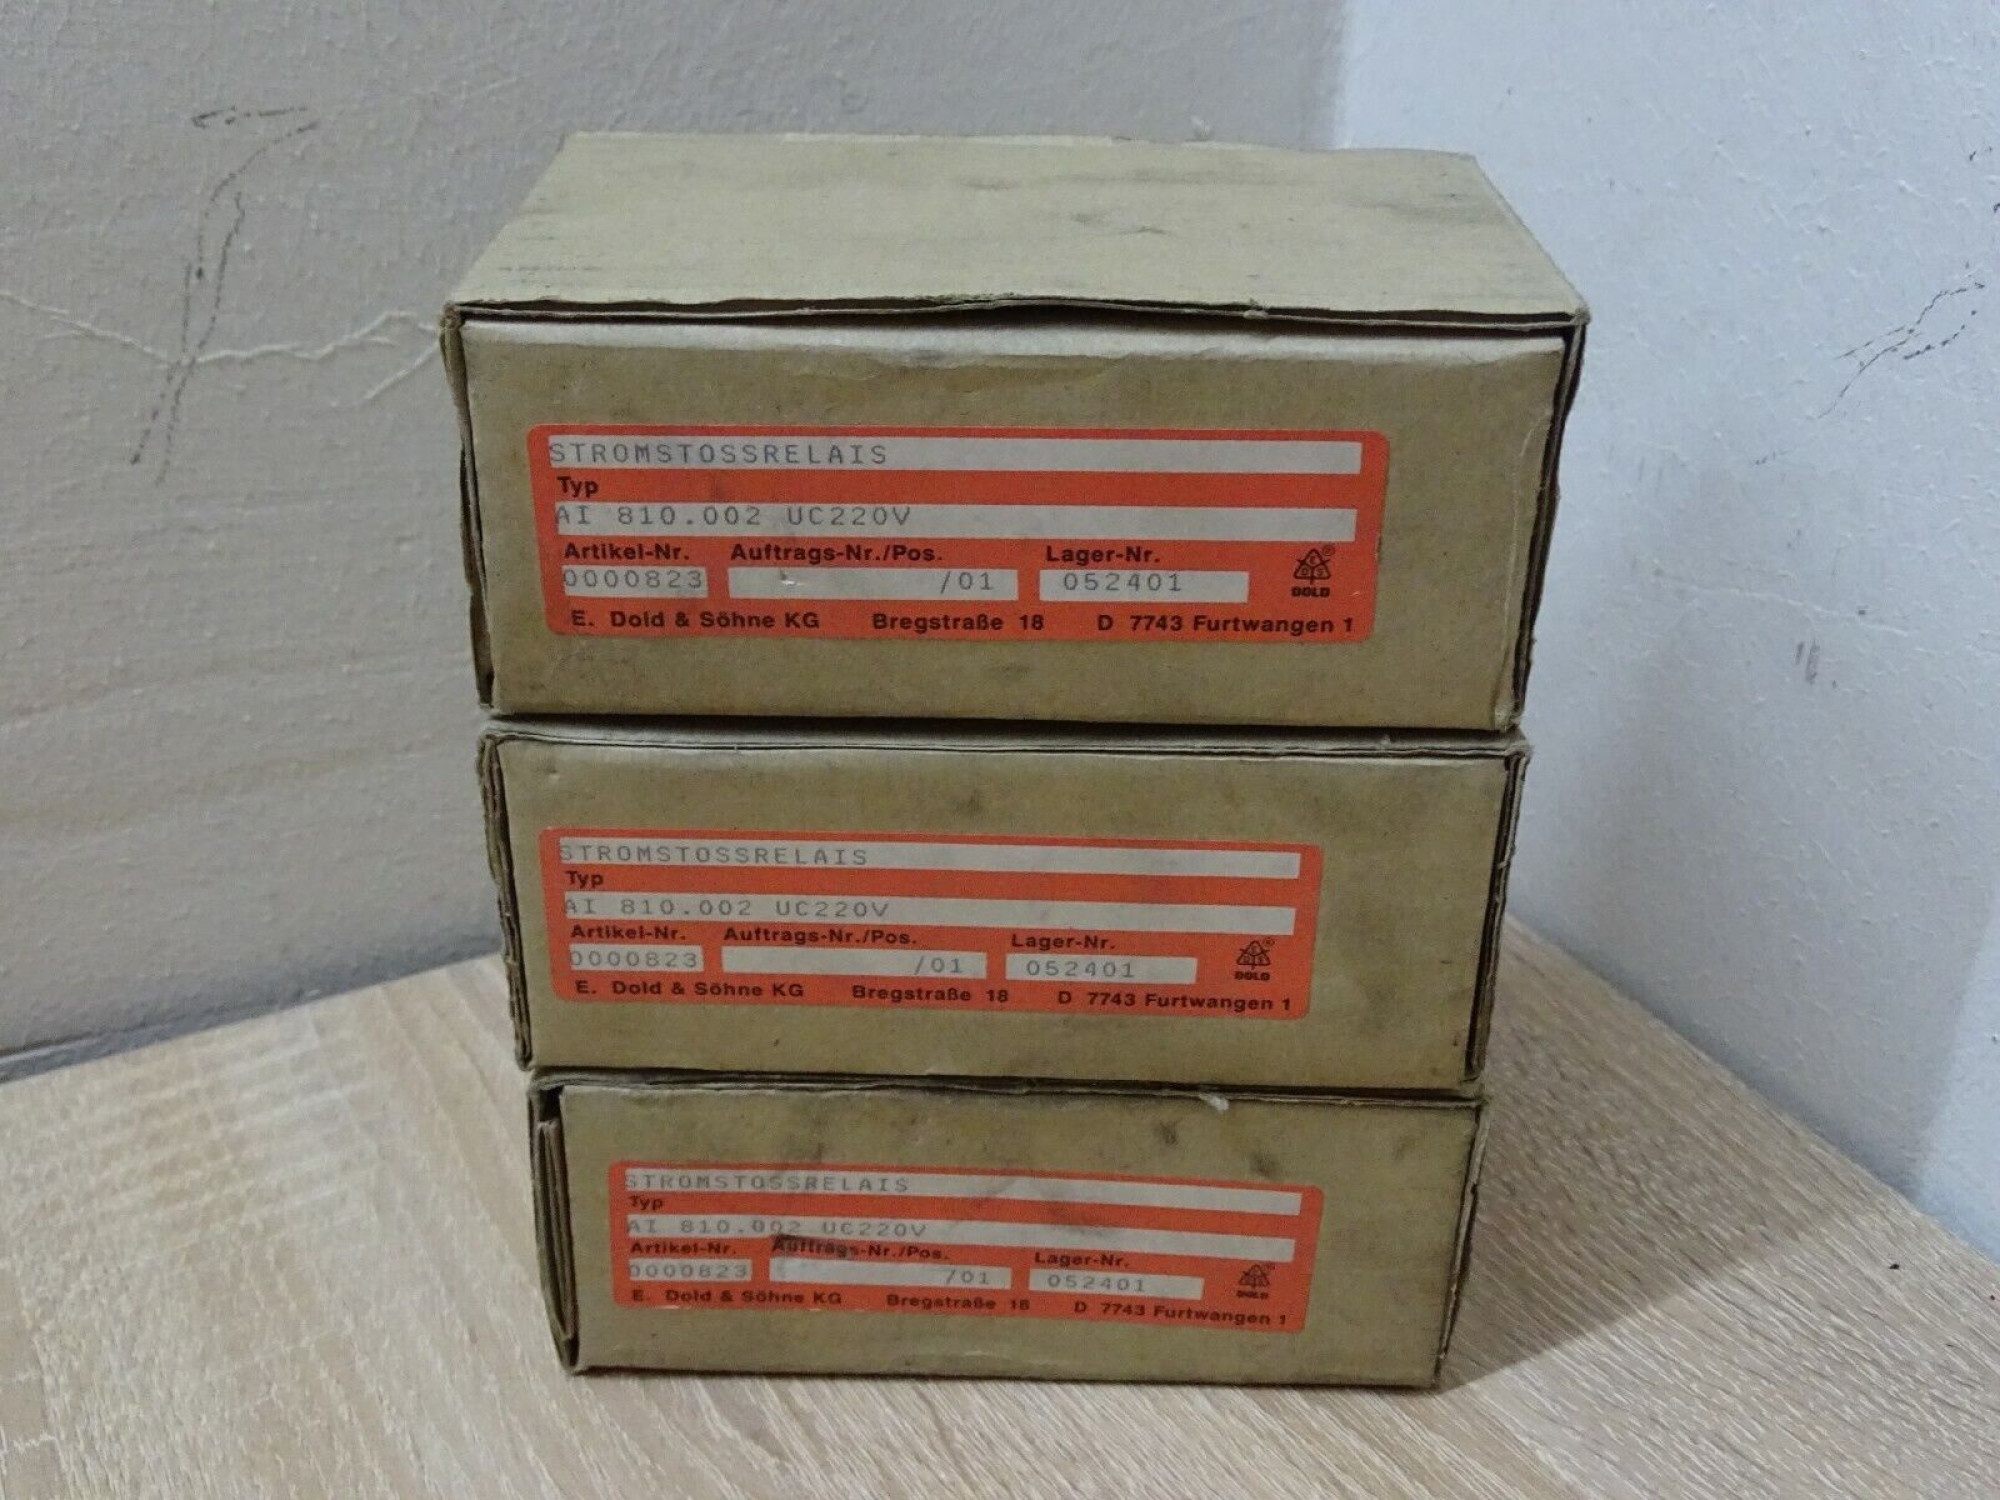 STROMSTOSSRELAIS
Typ
AI 810.002 UC220V
Artikel-Nr. Auftrags-Nr./Pos. Lager-Nr.
0000823 /01 052401
DOLD
E. Dold & Söhne KG Bregstraße 18 D 7743 Furtwangen 1
STROMSTOSSRELAIS
Typ
AI 810.002 UC220V
Artikel-Nr. Auftrags-Nr./Pos. Lager-Nr.
0000823 /01 052401
DOLD
E. Dold & Söhne KG Bregstraße 18 D 7743 Furtwangen 1
STROMSTOSSRELAIS
Typ
AI 810.002 UC220V
Artikel-Nr. Auftrags-Nr./Pos. Lager-Nr.
0000823 /01 052401
DOLD
E. Dold & Söhne KG Bregstraße 18 D 7743 Furtwangen 1